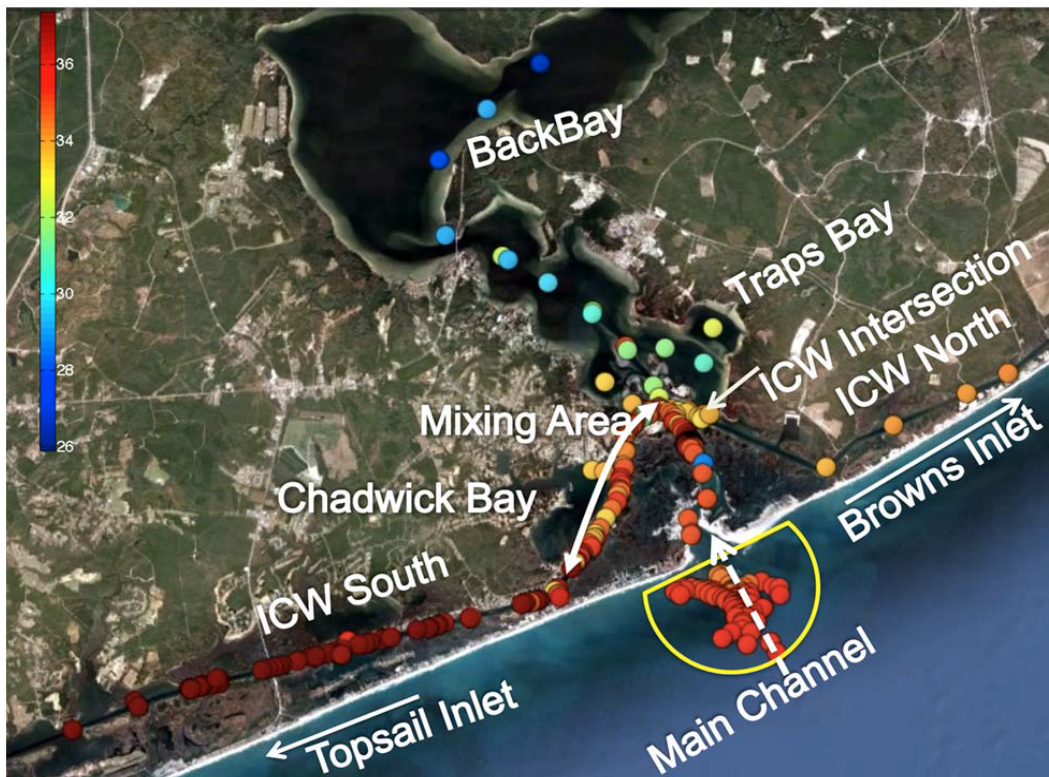 36
34
32
30
28
26
BackBay
Traps Bay
ICW Intersection
ICW North
Mixing Area
Chadwick Bay
Browns Inlet
ICW South
Main Channel
Topsail Inlet